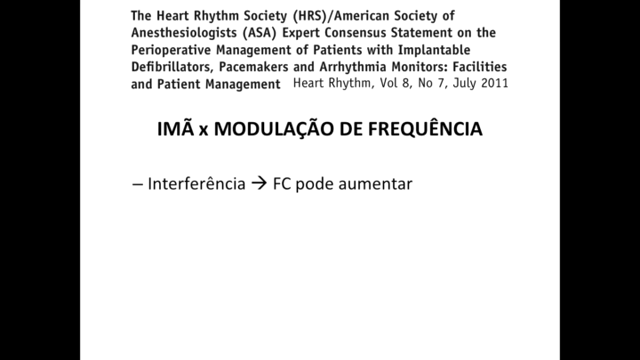 The Heart Rhythm Society (HRS)/American Society of
Anesthesiologists (ASA) Expert Consensus Statement on the
Perioperative Management of Patients with Implantable
Defibrillators, Pacemakers and Arrhythmia Monitors: Facilities
and Patient Management Heart Rhythm, Vol 8, No 7, July 2011
IMÃ x MODULAÇÃO DE FREQUÊNCIA
– Interferência → FC pode aumentar